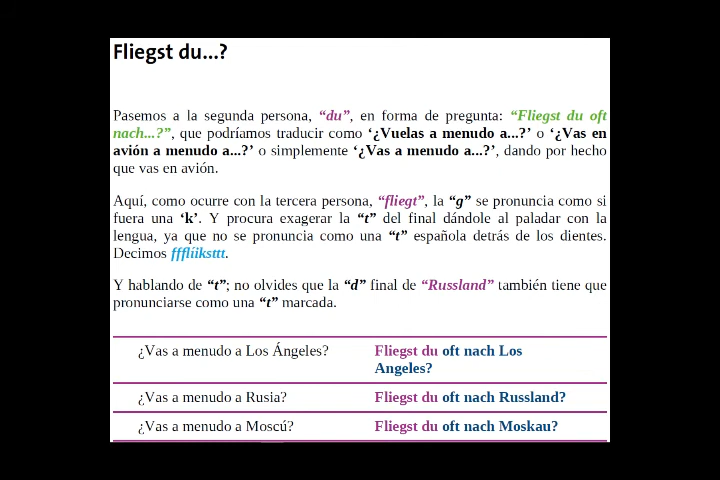 Fliegst du...?
Pasemos a la segunda persona, “du”, en forma de pregunta: “Fliegst du oft
nach...?”, que podríamos traducir como ‘¿Vuelas a menudo a...?’ o ‘¿Vas en
avión a menudo a...?’ o simplemente ‘¿Vas a menudo a...?’, dando por hecho
que vas en avión.
Aquí, como ocurre con la tercera persona, “fliegt”, la “g” se pronuncia como si
fuera una ‘k’. Y procura exagerar la “t” del final dándole al paladar con la
lengua, ya que no se pronuncia como una “t” española detrás de los dientes.
Decimos ffflííksttt.
Y hablando de “t”; no olvides que la “d” final de “Russland” también tiene que
pronunciarse como una “t” marcada.
¿Vas a menudo a Los Ángeles? Fliegst du oft nach Los
Angeles?
¿Vas a menudo a Rusia? Fliegst du oft nach Russland?
¿Vas a menudo a Moscú? Fliegst du oft nach Moskau?